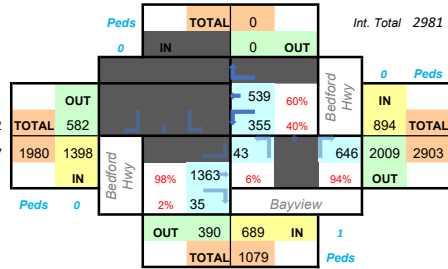 Peds TOTAL 0 Int. Total 2981
0 IN 0 OUT
0 Peds
OUT 539 60% Bedford Hwy IN
TOTAL 582 355 40% 894 TOTAL
1980 1398 Bedford Hwy 98% 1363 43 646 2009 2903
IN 6% 94% OUT
2% 35 Bayview
Peds 0
OUT 390 689 IN 1
TOTAL 1079 Peds